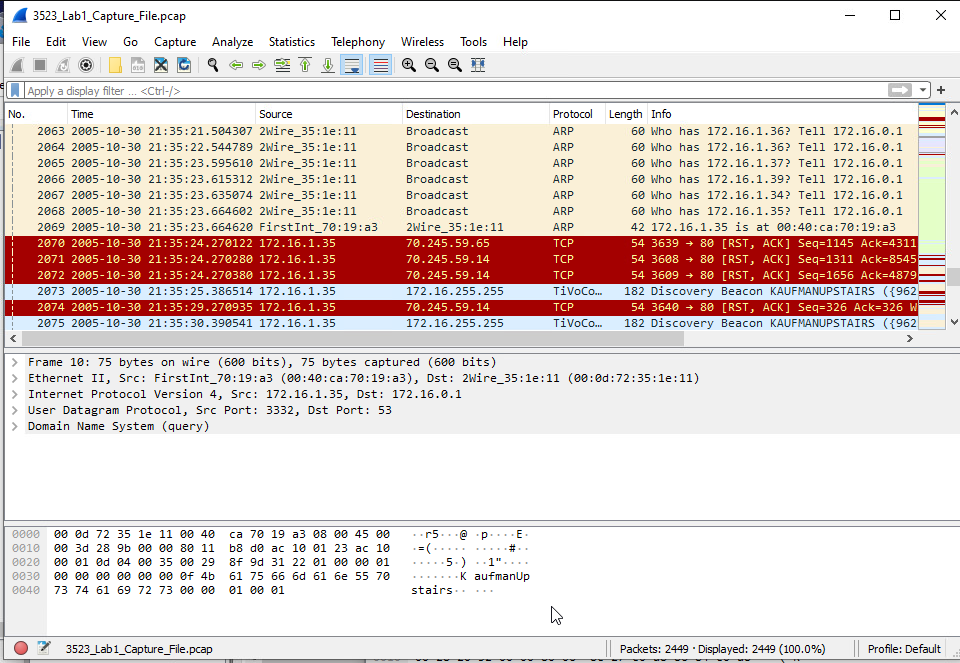 3523_Lab1_Capture_File.pcap
File Edit View Go Capture Analyze Statistics Telephony Wireless Tools Help
Apply a display filter ... <Ctrl-/>
No. Time Source Destination Protocol Length Info
2063 2005-10-30 21:35:21.504307 2Wire_35:1e:11 Broadcast ARP 60 Who has 172.16.1.36? Tell 172.16.0.1
2064 2005-10-30 21:35:22.544789 2Wire_35:1e:11 Broadcast ARP 60 Who has 172.16.1.36? Tell 172.16.0.1
2065 2005-10-30 21:35:23.595610 2Wire_35:1e:11 Broadcast ARP 60 Who has 172.16.1.37? Tell 172.16.0.1
2066 2005-10-30 21:35:23.615312 2Wire_35:1e:11 Broadcast ARP 60 Who has 172.16.1.39? Tell 172.16.0.1
2067 2005-10-30 21:35:23.635074 2Wire_35:1e:11 Broadcast ARP 60 Who has 172.16.1.34? Tell 172.16.0.1
2068 2005-10-30 21:35:23.664602 2Wire_35:1e:11 Broadcast ARP 60 Who has 172.16.1.35? Tell 172.16.0.1
2069 2005-10-30 21:35:23.664620 FirstInt_70:19:a3 2Wire_35:1e:11 ARP 42 172.16.1.35 is at 00:40:ca:70:19:a3
2070 2005-10-30 21:35:24.270122 172.16.1.35 70.245.59.65 TCP 54 3639 → 80 [RST, ACK] Seq=1145 Ack=4311
2071 2005-10-30 21:35:24.270280 172.16.1.35 70.245.59.14 TCP 54 3608 → 80 [RST, ACK] Seq=1311 Ack=8545
2072 2005-10-30 21:35:24.270380 172.16.1.35 70.245.59.14 TCP 54 3609 → 80 [RST, ACK] Seq=1656 Ack=4879
2073 2005-10-30 21:35:25.386514 172.16.1.35 172.16.255.255 TiVoCo… 182 Discovery Beacon KAUFMANUPSTAIRS ({962
2074 2005-10-30 21:35:29.270935 172.16.1.35 70.245.59.14 TCP 54 3640 → 80 [RST, ACK] Seq=326 Ack=326 W
2075 2005-10-30 21:35:30.390541 172.16.1.35 172.16.255.255 TiVoCo… 182 Discovery Beacon KAUFMANUPSTAIRS ({962
Frame 10: 75 bytes on wire (600 bits), 75 bytes captured (600 bits)
Ethernet II, Src: FirstInt_70:19:a3 (00:40:ca:70:19:a3), Dst: 2Wire_35:1e:11 (00:0d:72:35:1e:11)
Internet Protocol Version 4, Src: 172.16.1.35, Dst: 172.16.0.1
User Datagram Protocol, Src Port: 3332, Dst Port: 53
Domain Name System (query)
0000 00 0d 72 35 1e 11 00 40 ca 70 19 a3 08 00 45 00 ··r5···@ ·p····E·
0010 00 3d 28 9b 00 00 80 11 b8 d0 ac 10 01 23 ac 10 ·=(····· ·····#··
0020 00 01 0d 04 00 35 00 29 8f 9d 31 22 01 00 00 01 ·····5·) ··1"····
0030 00 00 00 00 00 00 0f 4b 61 75 66 6d 61 6e 55 70 ·······K aufmanUp
0040 73 74 61 69 72 73 00 00 01 00 01 stairs·· ···
3523_Lab1_Capture_File.pcap Packets: 2449 · Displayed: 2449 (100.0%) Profile: Default